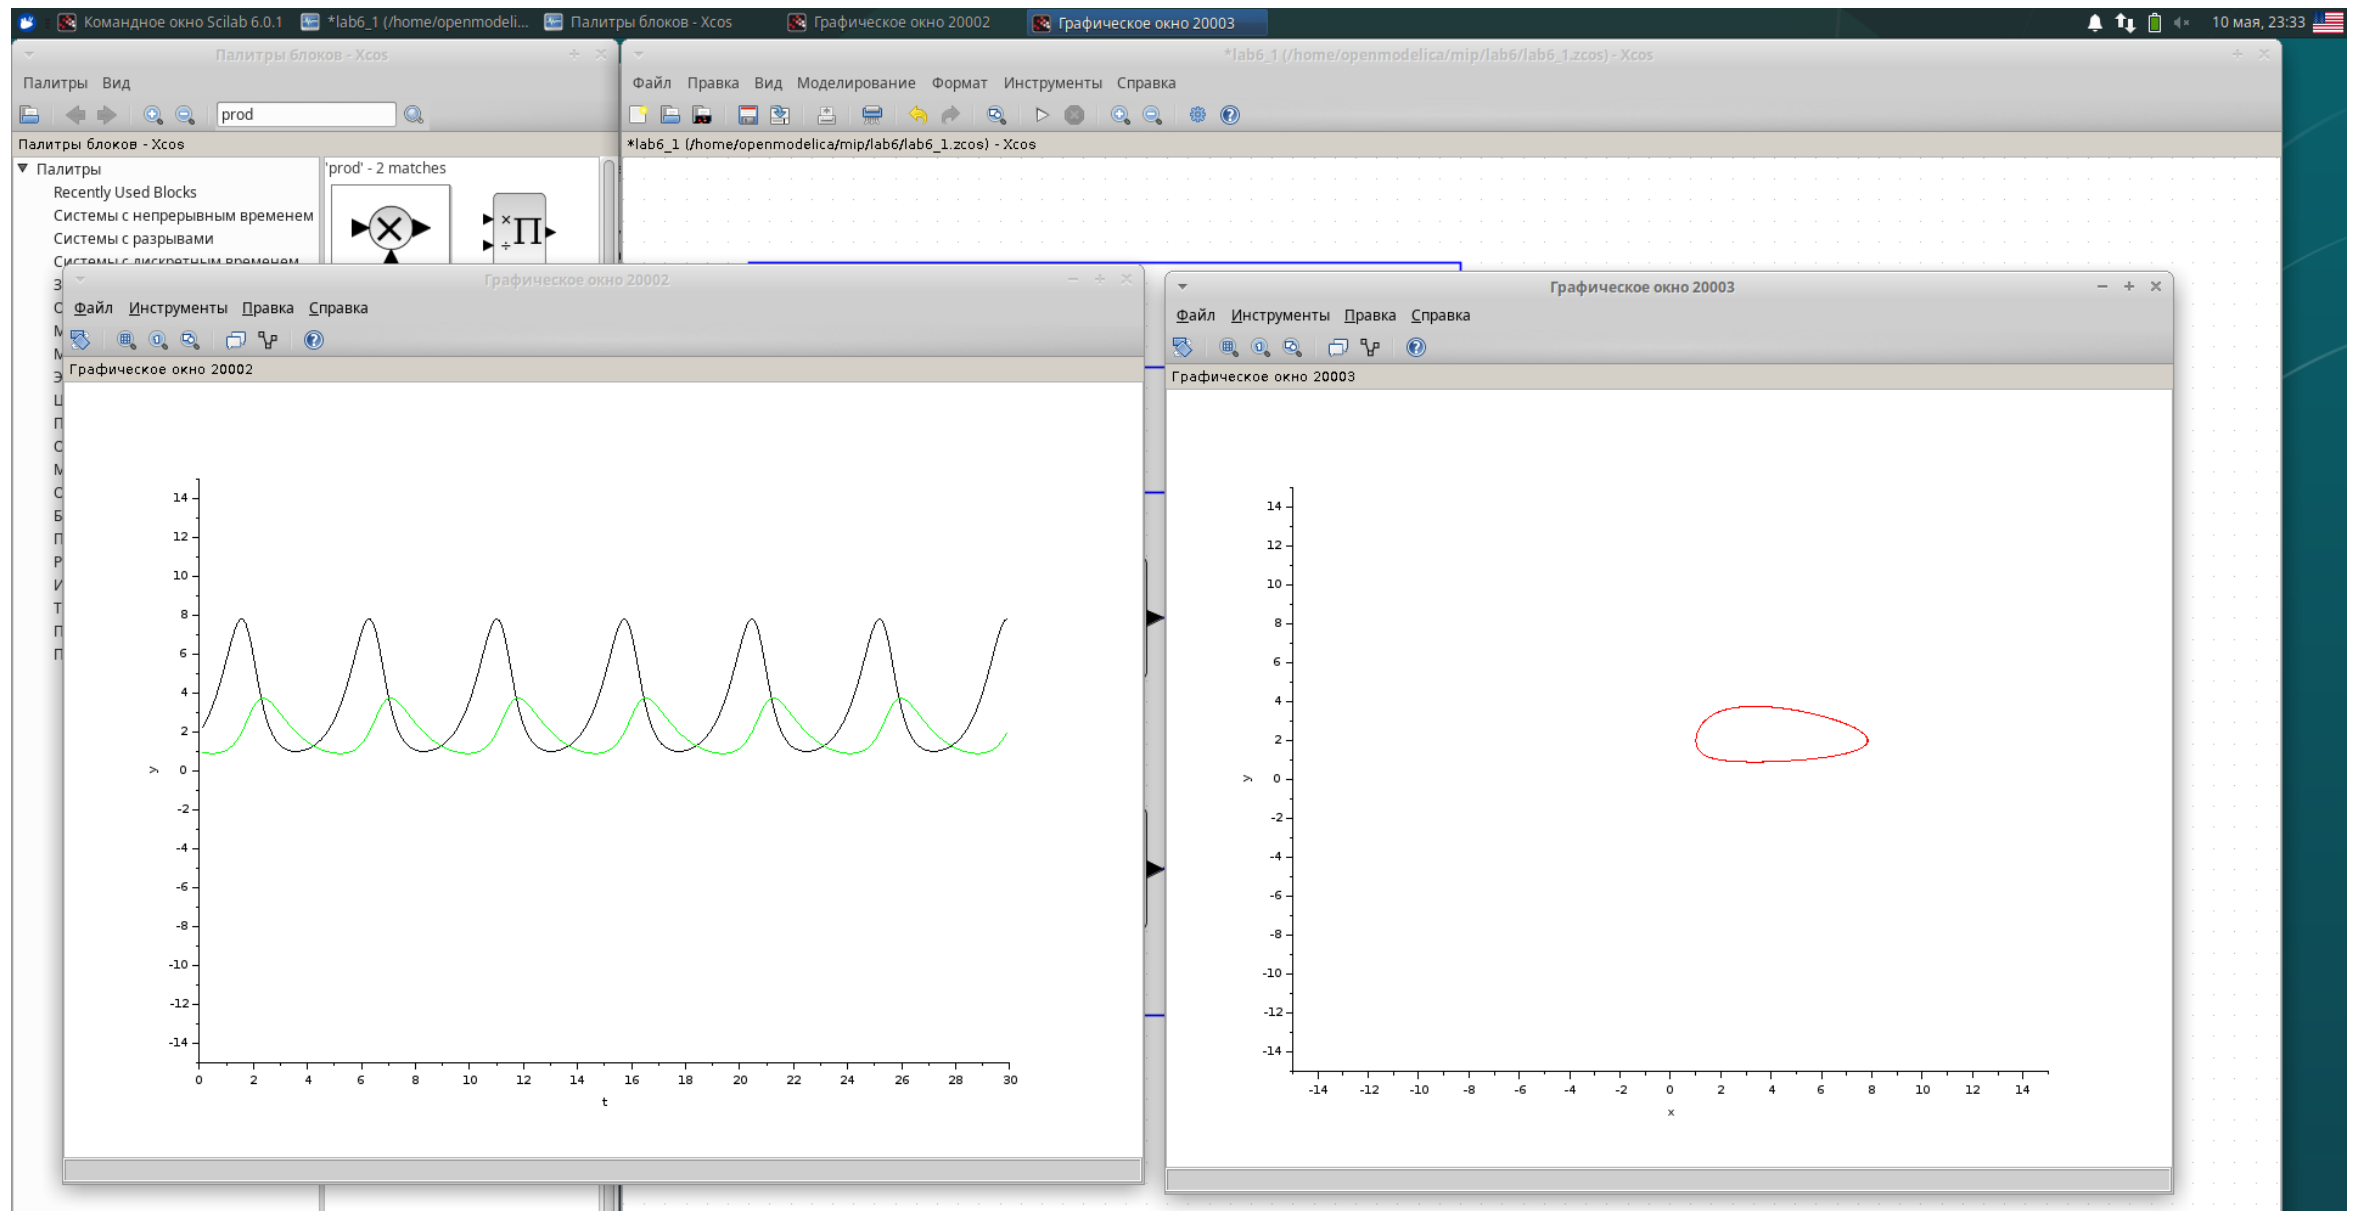 Командное окно Scilab 6.0.1
*lab6_1 (/home/openmodeli...
Палитры блоков - Xcos
Графическое окно 20002
Графическое окно 20003
10 мая, 23:33
Палитры блоков - Xcos
Палитры Вид
prod
Палитры блоков - Xcos
Палитры
Recently Used Blocks
Системы с непрерывным временем
Системы с разрывами
Системы с дискретным временем
'prod' - 2 matches
*lab6_1 (/home/openmodelica/mip/lab6/lab6_1.zcos) - Xcos
Файл Правка Вид Моделирование Формат Инструменты Справка
*lab6_1 (/home/openmodelica/mip/lab6/lab6_1.zcos) - Xcos
Графическое окно 20002
Файл Инструменты Правка Справка
Графическое окно 20002
14
12
10
8
6
4
2
0
-2
-4
-6
-8
-10
-12
-14
y
0 2 4 6 8 10 12 14 16 18 20 22 24 26 28 30
t
Графическое окно 20003
Файл Инструменты Правка Справка
Графическое окно 20003
14
12
10
8
6
4
2
0
-2
-4
-6
-8
-10
-12
-14
y
-14 -12 -10 -8 -6 -4 -2 0 2 4 6 8 10 12 14
x